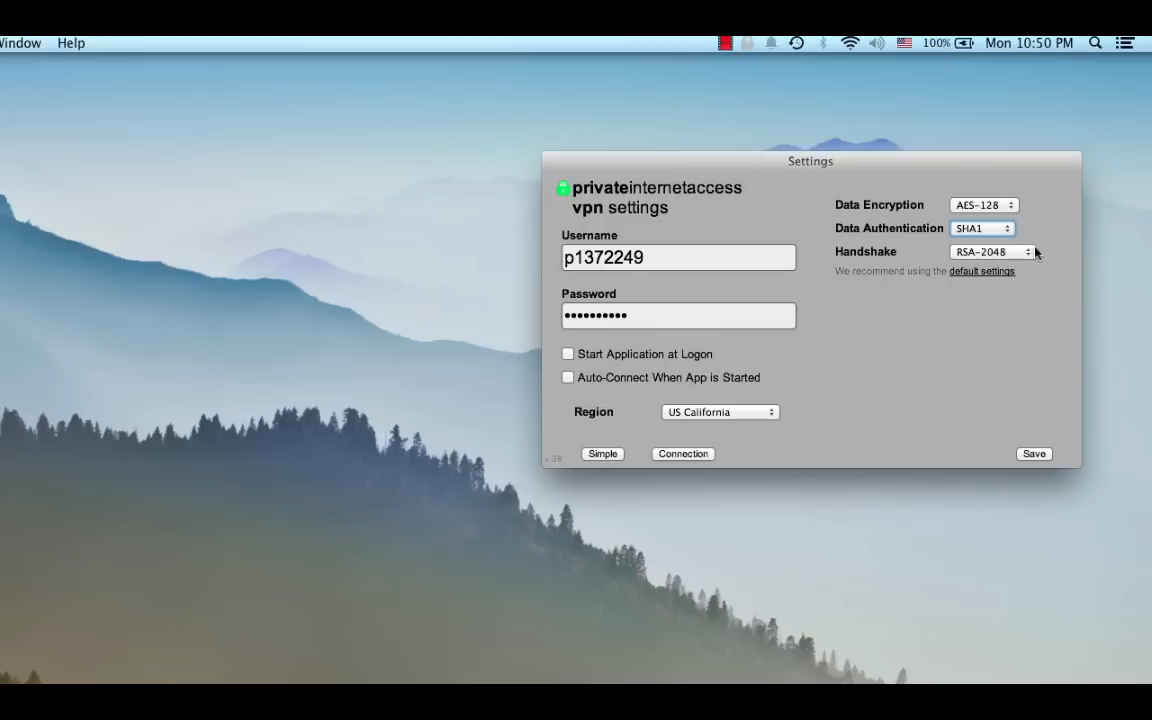 Window Help 100% Mon 10:50 PM
Settings
privateinternetaccess
vpn settings
Username
p1372249
Password
••••••••••
Start Application at Logon
Auto-Connect When App is Started
Region US California
v.38 Simple Connection Save
Data Encryption AES-128
Data Authentication SHA1
Handshake RSA-2048
We recommend using the default settings